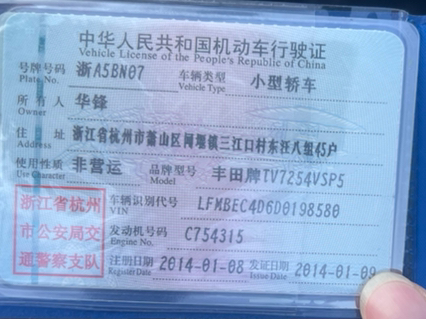 中华人民共和国机动车行驶证
Vehicle License of the People's Republic of China
号牌号码 浙A5BN07 车辆类型 小型轿车
Plate No. Vehicle Type
所有人 华锋
Owner
住址 浙江省杭州市萧山区闻堰镇三江口村东汪八组45户
Address
使用性质 非营运 品牌型号 丰田牌TV7254VSP5
Use Character Model
浙江省杭州
市公安局交
通警察支队
车辆识别代号 LFMBEC4D6D0198580
VIN
发动机号码 C754315
Engine No.
注册日期 2014-01-08 发证日期 2014-01-09
Register Date Issue Date